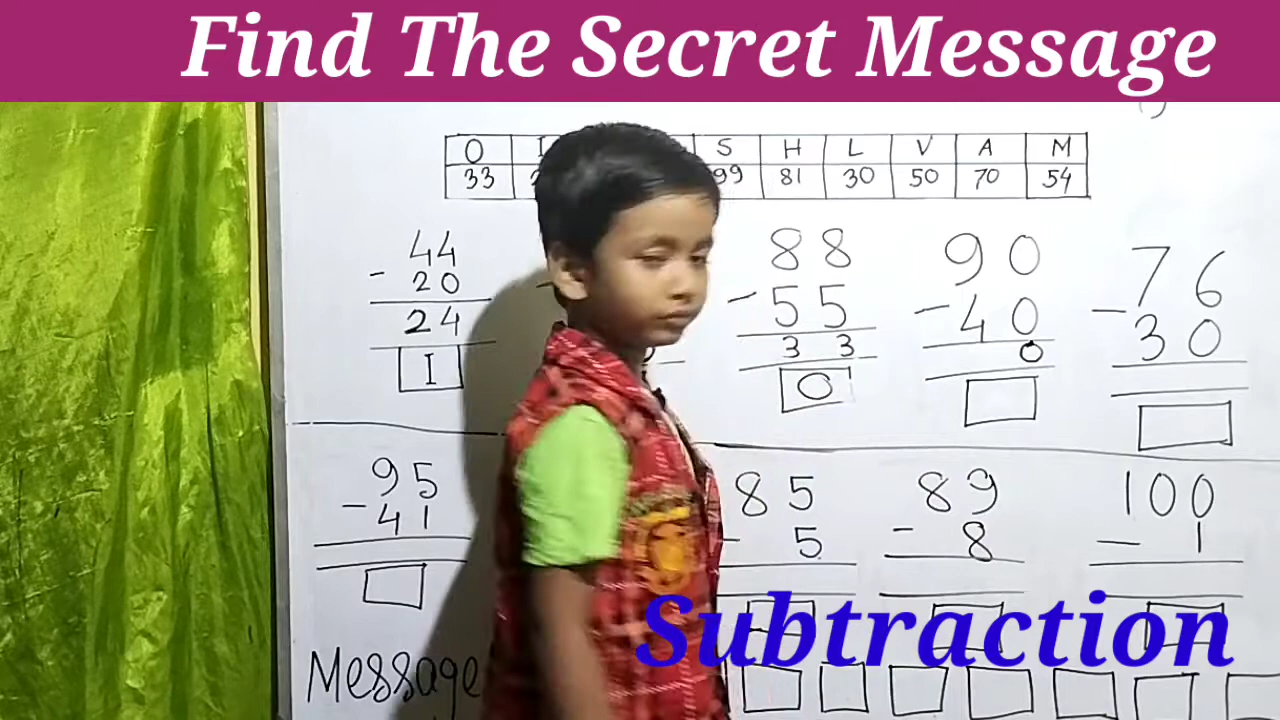 Find The Secret Message
O I S H L V A M
33 99 81 30 50 70 54
44 88 90 76
- 20 - 55 - 40 - 30
24 33 0
I O
95 85 89 100
- 41 - 5 - 8 - 1
Subtraction
Message